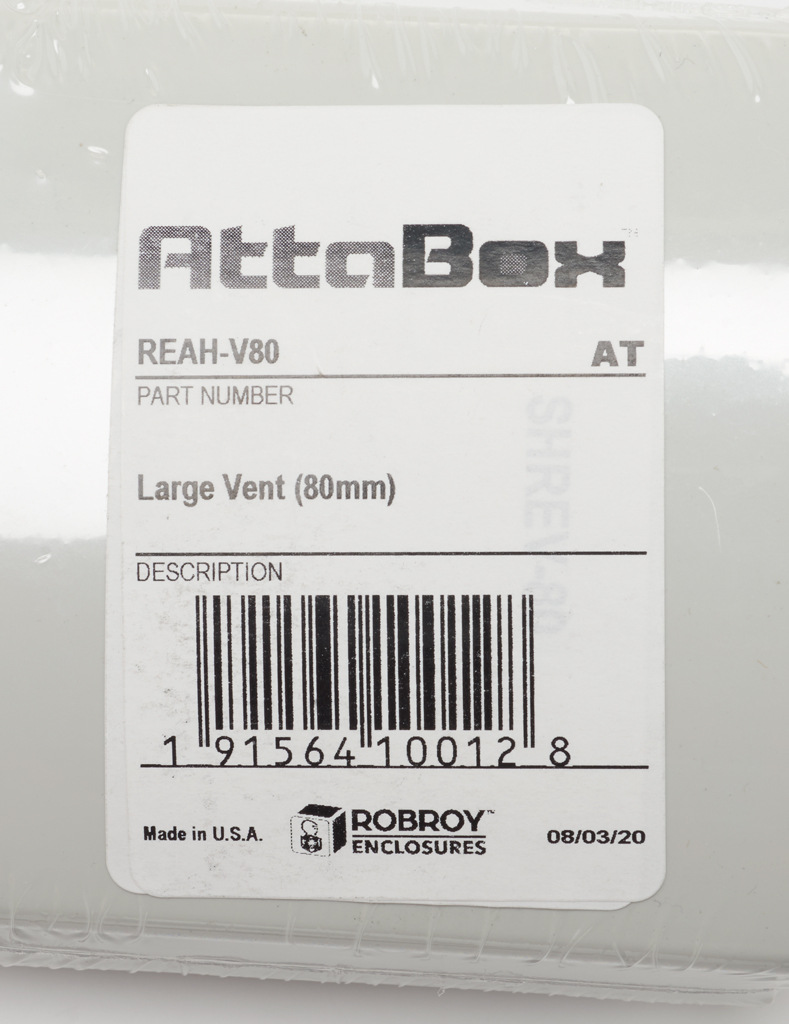 AttaBox
REAH-V80 AT
PART NUMBER
Large Vent (80mm)
DESCRIPTION
1 91564 10012 8
Made in U.S.A.
ROBROY™
ENCLOSURES
08/03/20